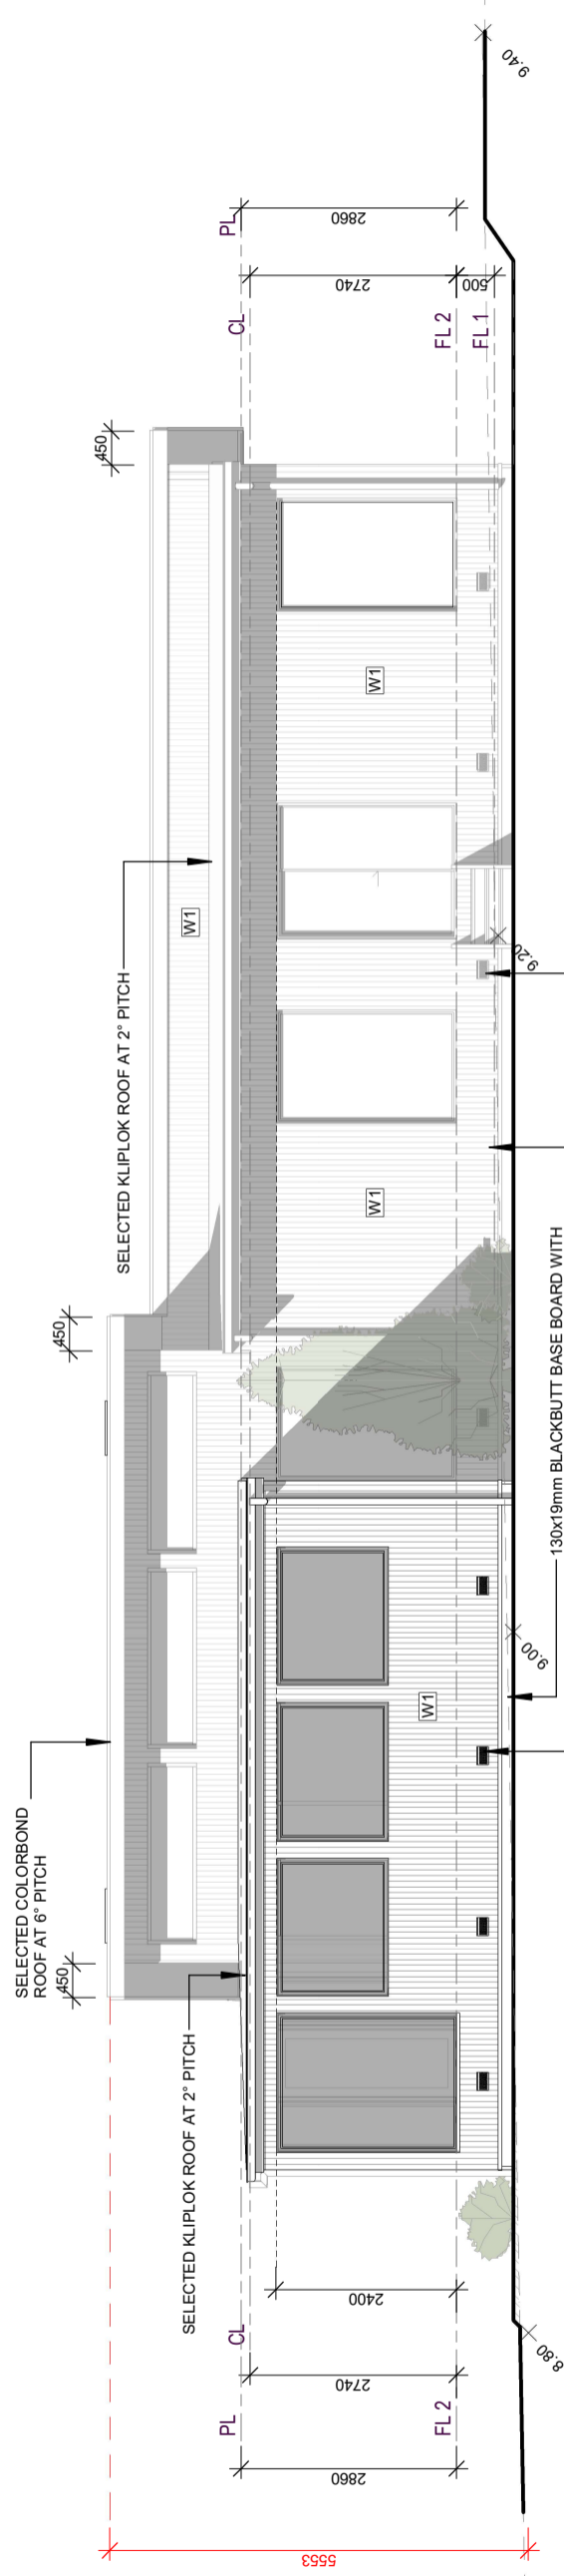 SELECTED COLORBOND
ROOF AT 6° PITCH
SELECTED KLIPLOK ROOF AT 2° PITCH
SELECTED KLIPLOK ROOF AT 2° PITCH
450
450
450
W1
W1
W1
W1
PL
CL
FL 2
2400
2740
2860
5553
PL
CL
FL 2
FL 1
2860
2740
500
8.80
9.00
9.20
9.40
130x19mm BLACKBUTT BASE BOARD WITH